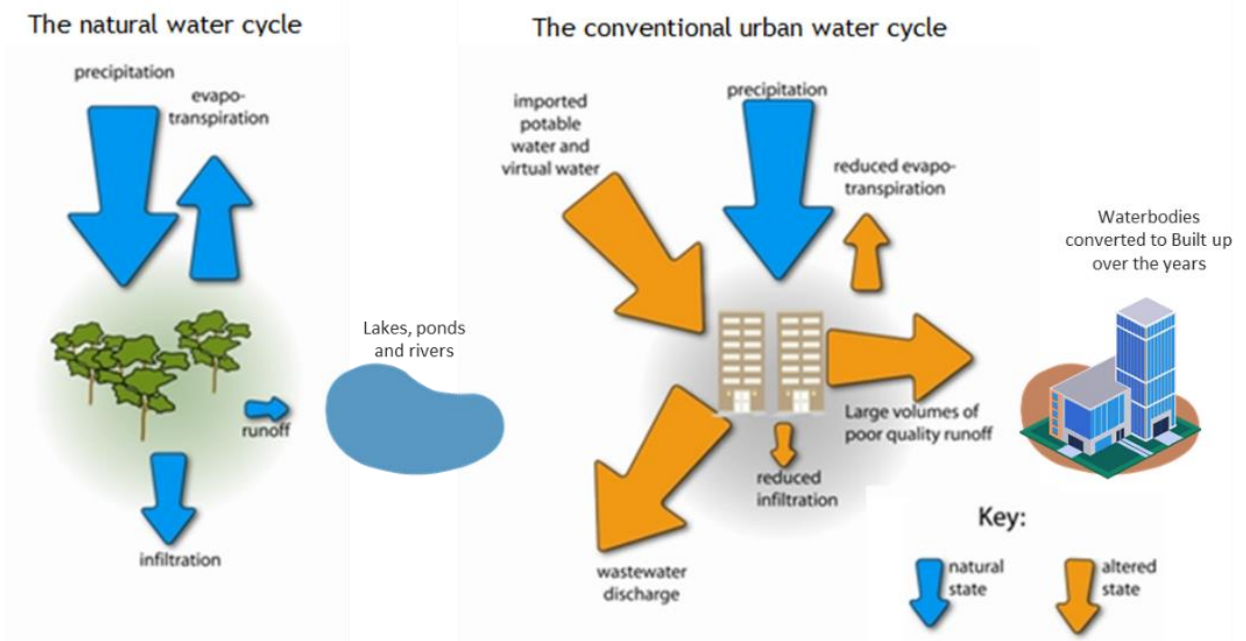 The natural water cycle
precipitation
evapo-
transpiration
Lakes, ponds
and rivers
runoff
infiltration
The conventional urban water cycle
imported
potable
water and
virtual water
precipitation
reduced evapo-
transpiration
Waterbodies
converted to Built up
over the years
Large volumes of
poor quality runoff
reduced
infiltration
wastewater
discharge
Key:
natural
state
altered
state